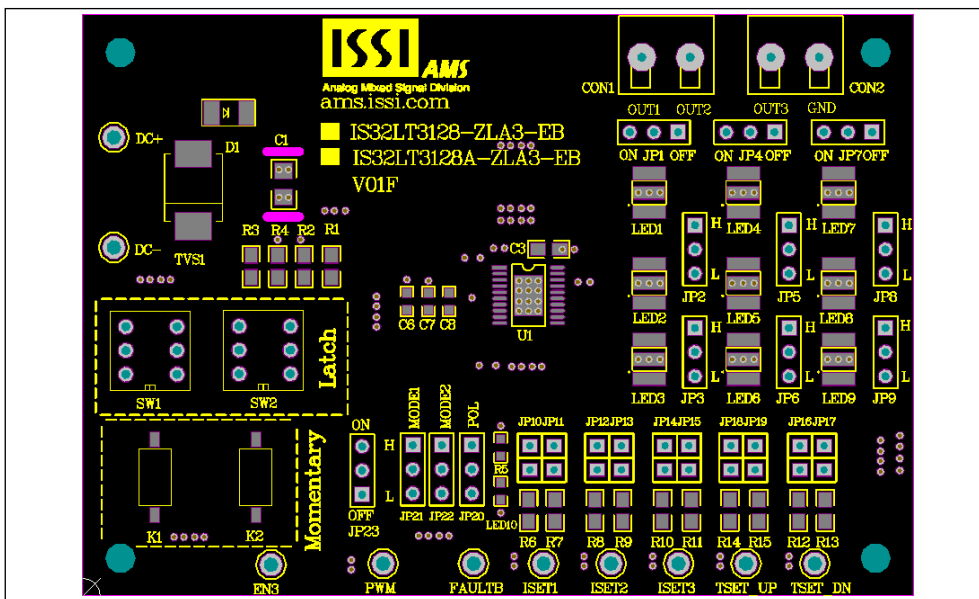 ISSI AMS
Analog Mixed Signal Division
ams.issi.com
IS32LT3128-ZLA3-EB
IS32LT3128A-ZLA3-EB
V01F
CON1
OUT1 OUT2 OUT3 GND
CON2
ON JP1 OFF
ON JP4 OFF
ON JP7 OFF
DC+
D1
C1
DC-
TVS1
R3 R4 R2 R1
C3
U1
C6 C7 C8
LED1 LED4 LED7
H H H
L L L
JP2 JP5 JP8
LED2 LED5 LED8
H H H
L L L
LED3 JP3 LED6 JP6 LED9 JP9
SW1 SW2
Latch
K1 K2
Momentary
ON
OFF
JP23
MODE1 MODE2 POL
H
L
JP21 JP22 JP20
R5
LED10
JP10 JP11 JP12 JP13 JP14 JP15 JP18 JP19 JP16 JP17
R6 R7 R8 R9 R10 R11 R14 R15 R12 R13
EN3 PWM FAULTB ISET1 ISET2 ISET3 TSET_UP TSET_DN